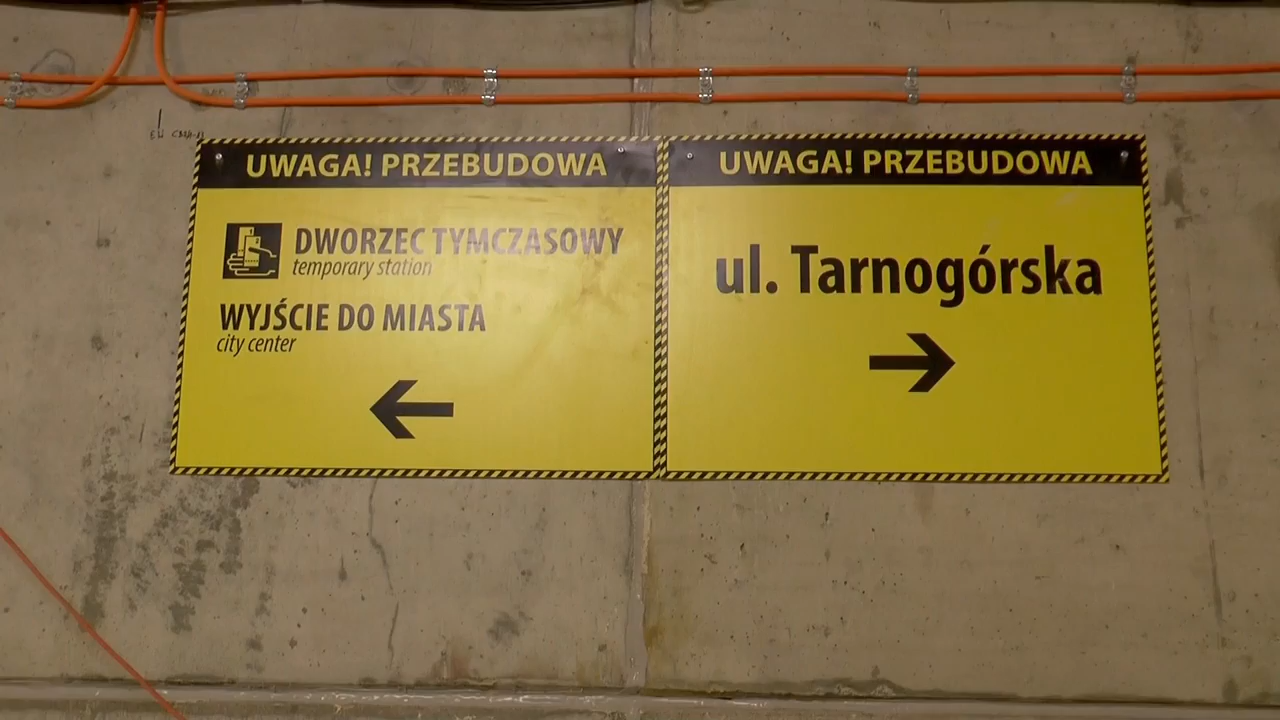 UWAGA! PRZEBUDOWA
DWORZEC TYMCZASOWY
temporary station
WYJŚCIE DO MIASTA
city center
UWAGA! PRZEBUDOWA
ul. Tarnogórska